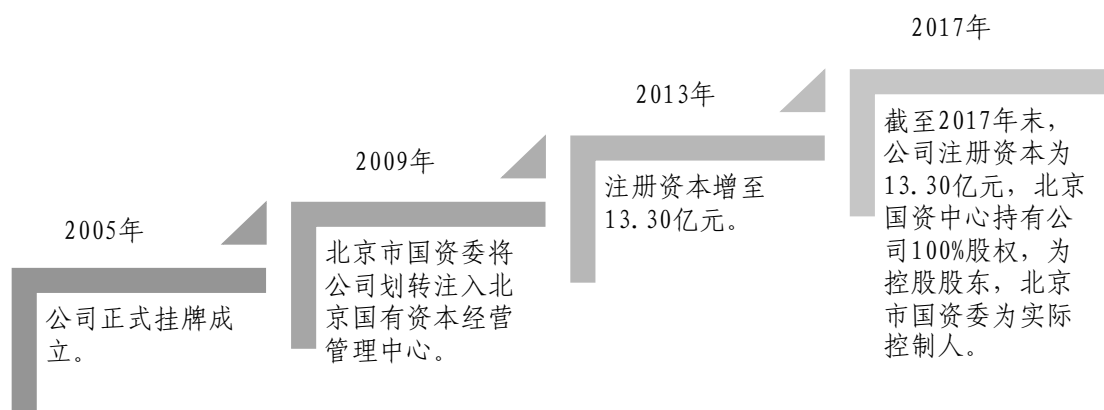 2005年
公司正式挂牌成
立。
2009年
北京市国资委将
公司划转注入北
京国有资本经营
管理中心。
2013年
注册资本增至
13.30亿元。
2017年
截至2017年末，
公司注册资本为
13.30亿元，北京
国资中心持有公
司100%股权，为
控股股东，北京
市国资委为实际
控制人。